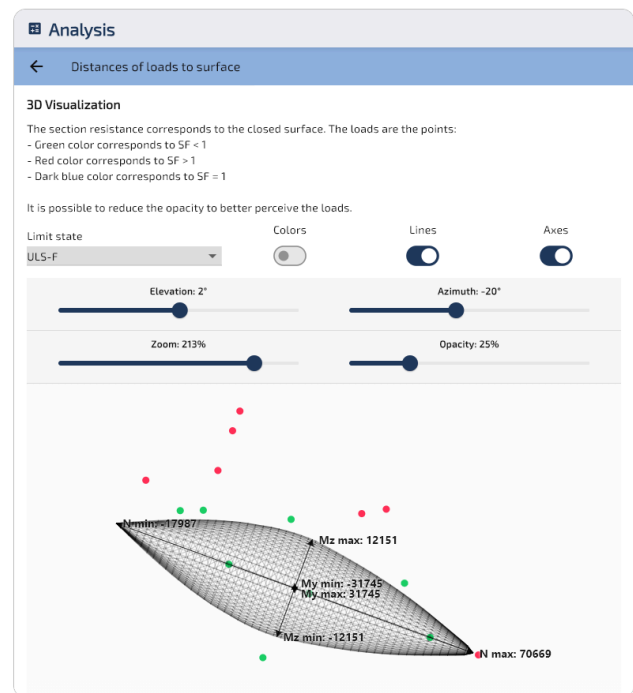 Analysis
Distances of loads to surface
3D Visualization
The section resistance corresponds to the closed surface. The loads are the points:
- Green color corresponds to SF < 1
- Red color corresponds to SF > 1
- Dark blue color corresponds to SF = 1
It is possible to reduce the opacity to better perceive the loads.
Limit state
Colors
Lines
Axes
ULS-F
Elevation: 2°
Azimuth: -20°
Zoom: 213%
Opacity: 25%
N min: -17987
Mz max: 12151
My min: -31745
My max: 31745
Mz min: -12151
N max: 70669